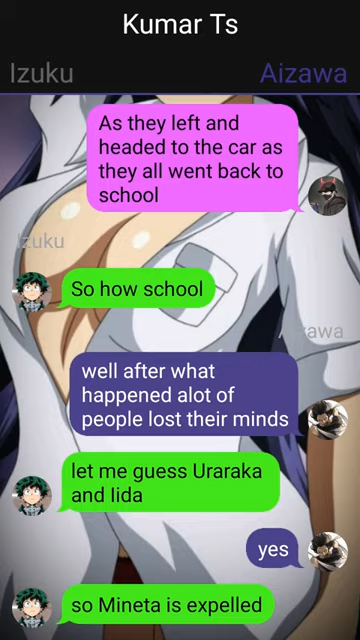 Kumar Ts
Izuku
Aizawa
As they left and
headed to the car as
they all went back to
school
Izuku
So how school
Aizawa
well after what
happened alot of
people lost their minds
let me guess Uraraka
and Iida
yes
so Mineta is expelled